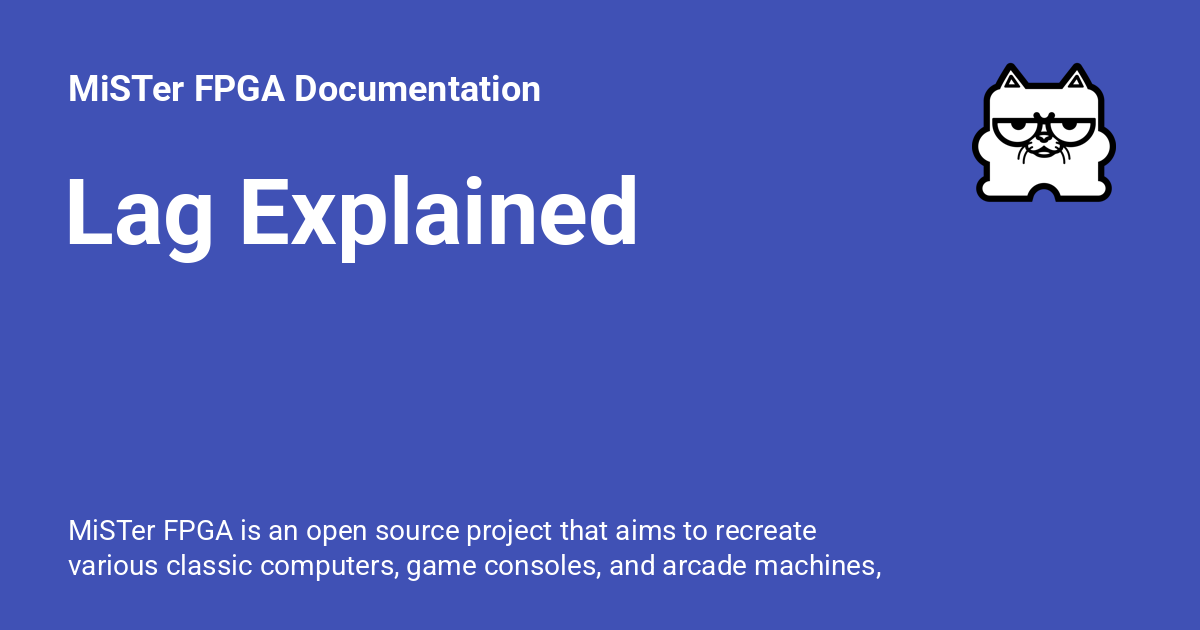 MiSTer FPGA Documentation
Lag Explained
MiSTer FPGA is an open source project that aims to recreate
various classic computers, game consoles, and arcade machines,